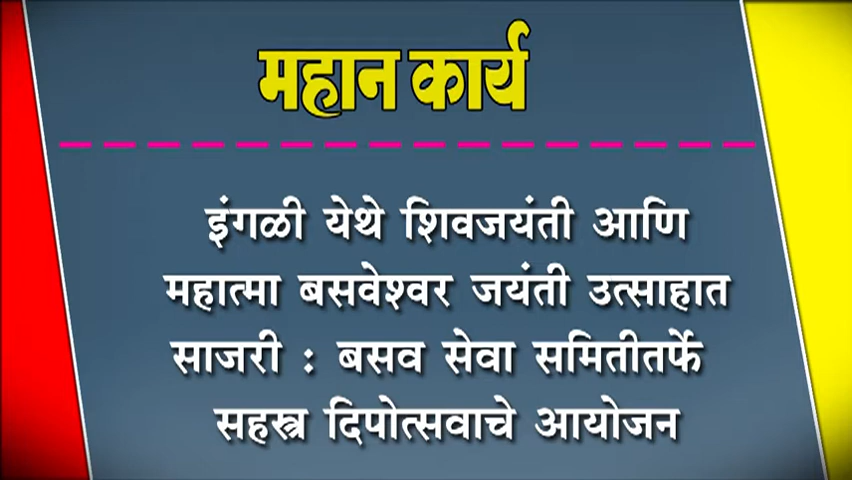 महान कार्य
इंगळी येथे शिवजयंती आणि
महात्मा बसवेश्वर जयंती उत्साहात
साजरी : बसव सेवा समितीतर्फे
सहस्त्र दिपोत्सवाचे आयोजन